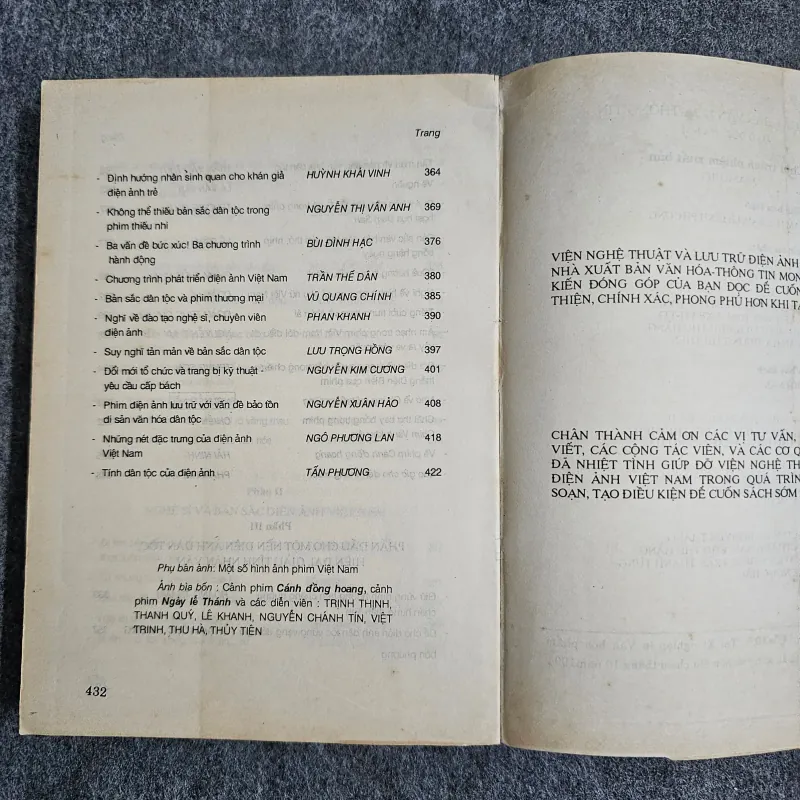 Trang
- Định hướng nhân sinh quan cho khán giả HUỲNH KHÁI VINH 364
điện ảnh trẻ
- Không thể thiếu bản sắc dân tộc trong NGUYỄN THỊ VÂN ANH 369
phim thiếu nhi
- Ba vấn đề bức xúc! Ba chương trình BÙI ĐÌNH HẠC 376
hành động
- Chương trình phát triển điện ảnh Việt Nam TRẦN THẾ DÂN 380
- Bản sắc dân tộc và phim thương mại VŨ QUANG CHÍNH 385
- Nghĩ về đào tạo nghệ sĩ, chuyên viên PHAN KHANH 390
điện ảnh
- Suy nghĩ tản mản về bản sắc dân tộc LƯU TRỌNG HỒNG 397
- Đổi mới tổ chức và trang bị kỹ thuật - NGUYỄN KIM CƯƠNG 401
yêu cầu cấp bách
- Phim điện ảnh lưu trữ với vấn đề bảo tồn NGUYỄN XUÂN HẢO 408
di sản văn hóa dân tộc
- Những nét đặc trưng của điện ảnh NGÔ PHƯƠNG LAN 418
Việt Nam
- Tính dân tộc của điện ảnh TẤN PHƯƠNG 422
Phụ bản ảnh: Một số hình ảnh phim Việt Nam
Ảnh bìa bốn : Cảnh phim Cánh đồng hoang, cảnh
phim Ngày lễ Thánh và các diễn viên : TRỊNH THỊNH,
THANH QUÝ, LÊ KHANH, NGUYỄN CHÁNH TÍN, VIỆT
TRINH, THU HÀ, THỦY TIÊN
432
VIỆN NGHỆ THUẬT VÀ LƯU TRỮ ĐIỆN ẢNH
NHÀ XUẤT BẢN VĂN HÓA-THÔNG TIN MON
KIẾN ĐÓNG GÓP CỦA BẠN ĐỌC ĐỂ CUỐN
THIỆN, CHÍNH XÁC, PHONG PHÚ HƠN KHI TÁ
CHÂN THÀNH CẢM ƠN CÁC VỊ TƯ VẤN,
VIẾT, CÁC CỘNG TÁC VIÊN, VÀ CÁC CƠ Q
ĐÃ NHIỆT TÌNH GIÚP ĐỠ VIỆN NGHỆ TH
ĐIỆN ẢNH VIỆT NAM TRONG QUÁ TRÌN
SOẠN, TẠO ĐIỀU KIỆN ĐỂ CUỐN SÁCH SỚM